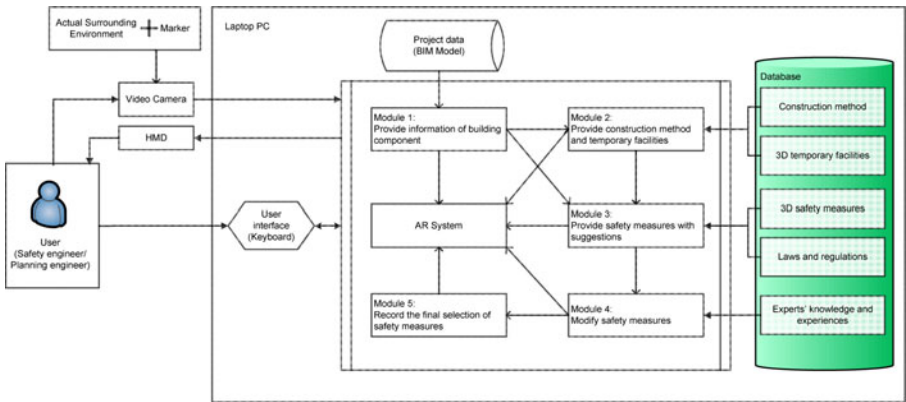 Actual Surrounding
Environment
Marker
Video Camera
HMD
User
(Safety engineer/
Planning engineer)
User
interface
(Keyboard)
Laptop PC
Project data
(BIM Model)
Module 1:
Provide information of building
component
Module 2:
Provide construction method
and temporary facilities
AR System
Module 3:
Provide safety measures with
suggestions
Module 5:
Record the final selection of
safety measures
Module 4:
Modify safety measures
Database
Construction method
3D temporary facilities
3D safety measures
Laws and regulations
Experts' knowledge and
experiences